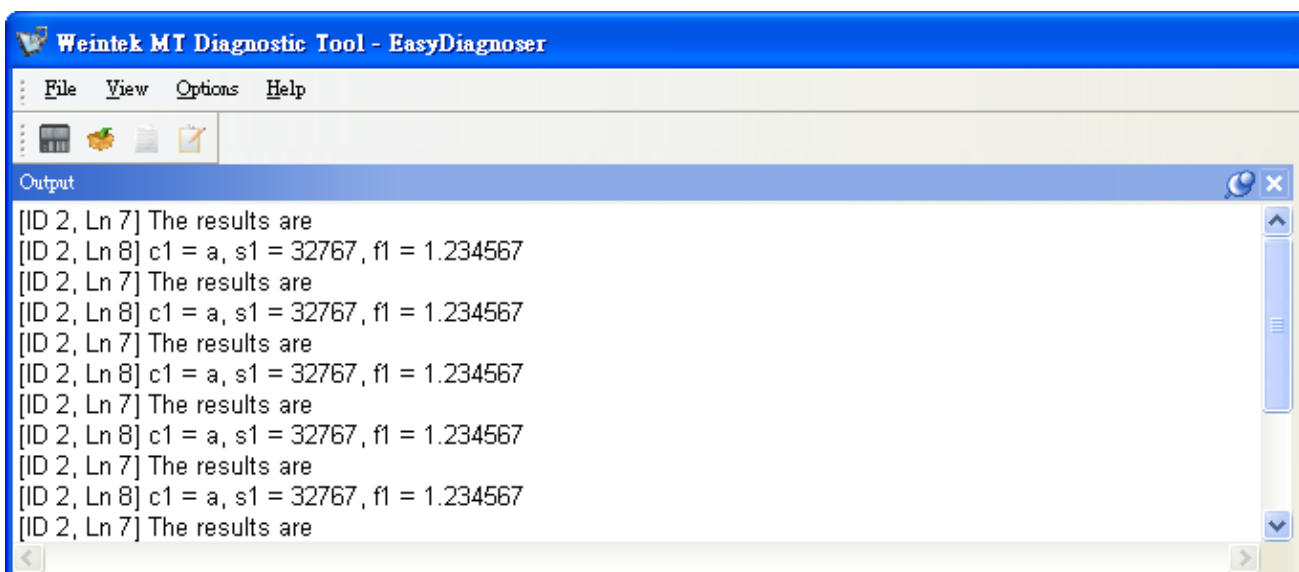 Weintek MT Diagnostic Tool - EasyDiagnoser
File View Options Help
Output
[ID 2, Ln 7] The results are
[ID 2, Ln 8] c1 = a, s1 = 32767, f1 = 1.234567
[ID 2, Ln 7] The results are
[ID 2, Ln 8] c1 = a, s1 = 32767, f1 = 1.234567
[ID 2, Ln 7] The results are
[ID 2, Ln 8] c1 = a, s1 = 32767, f1 = 1.234567
[ID 2, Ln 7] The results are
[ID 2, Ln 8] c1 = a, s1 = 32767, f1 = 1.234567
[ID 2, Ln 7] The results are
[ID 2, Ln 8] c1 = a, s1 = 32767, f1 = 1.234567
[ID 2, Ln 7] The results are